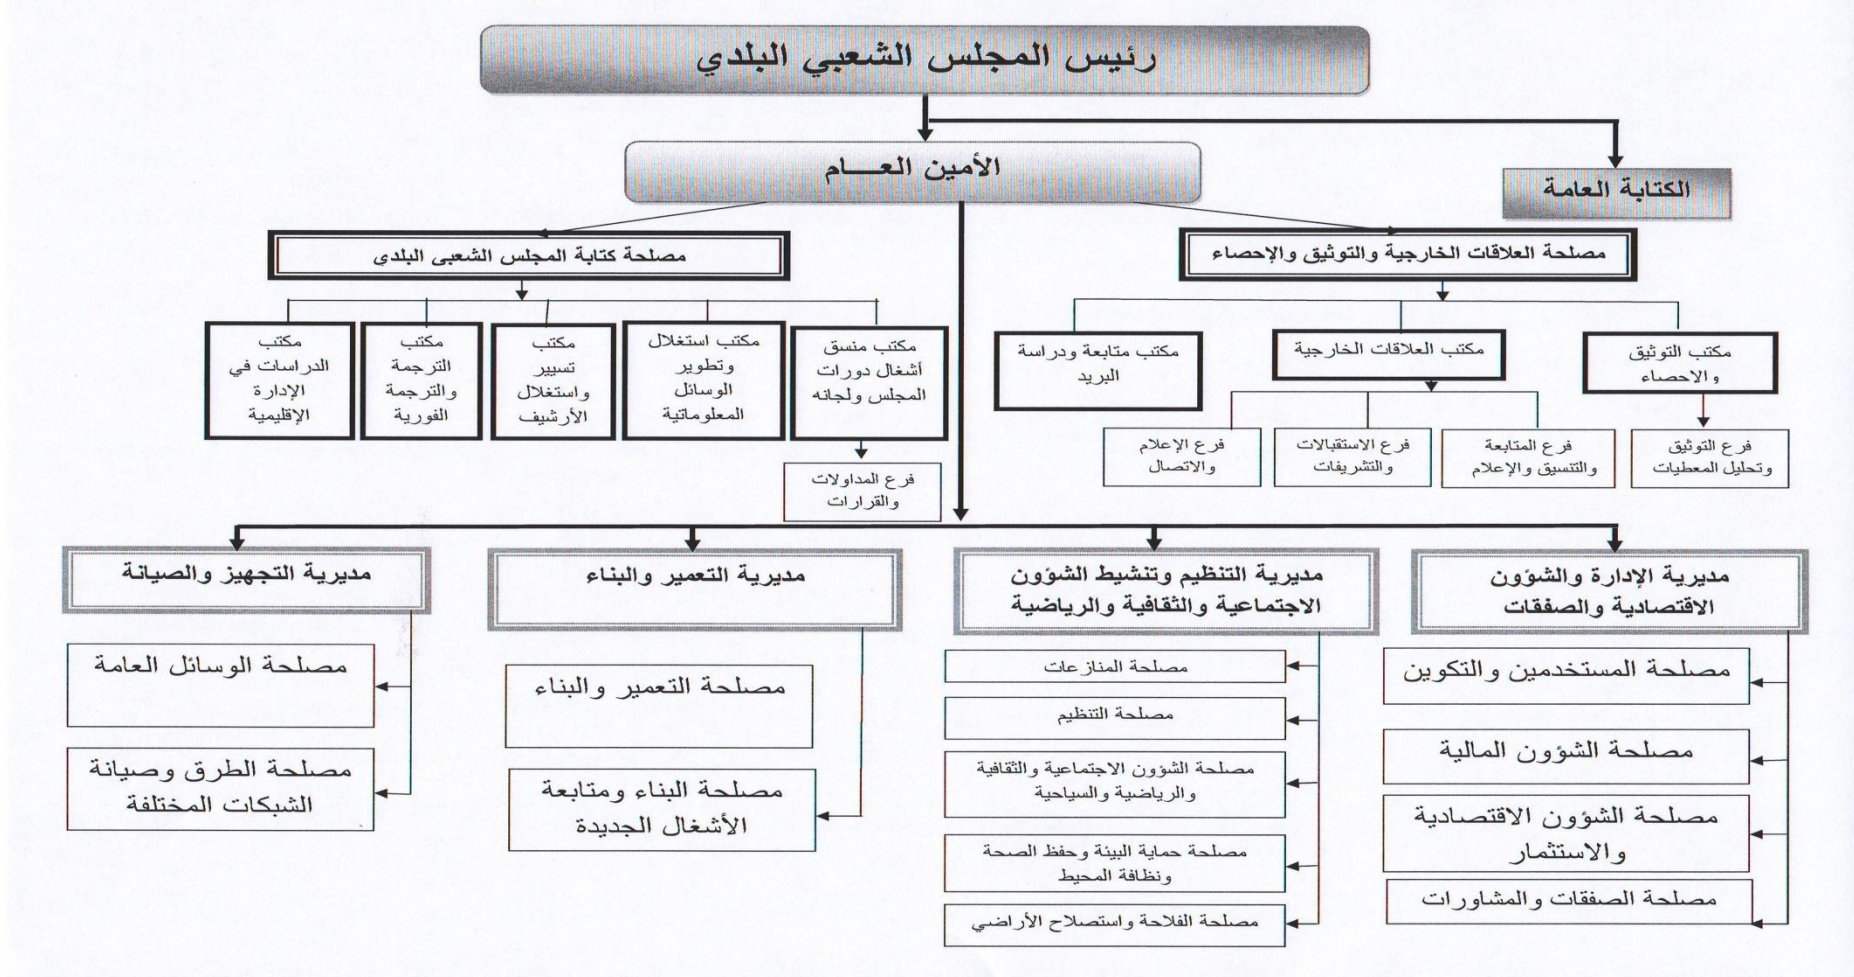 رئيس المجلس الشعبي البلدي
الأمين العـــام
الكتابة العامة
مصلحة العلاقات الخارجية والتوثيق والإحصاء
مصلحة كتابة المجلس الشعبى البلدي
مكتب التوثيق
والاحصاء
مكتب العلاقات الخارجية
مكتب متابعة ودراسة
البريد
فرع التوثيق
وتحليل المعطيات
فرع المتابعة
والتنسيق والإعلام
فرع الاستقبالات
والتشريفات
فرع الإعلام
والاتصال
مكتب منسق
أشغال دورات
المجلس ولجانه
مكتب استغلال
وتطوير
الوسائل
المعلوماتية
مكتب
تسيير
واستغلال
الأرشيف
مكتب
الترجمة
والترجمة
الفورية
مكتب
الدراسات في
الإدارة
الإقليمية
فرع المداولات
والقرارات
مديرية الإدارة والشؤون
الاقتصادية والصفقات
مصلحة المستخدمين والتكوين
مصلحة الشؤون المالية
مصلحة الشؤون الاقتصادية
والاستثمار
مصلحة الصفقات والمشاورات
مديرية التنظيم وتنشيط الشؤون
الاجتماعية والثقافية والرياضية
مصلحة المنازعات
مصلحة التنظيم
مصلحة الشؤون الاجتماعية والثقافية
والرياضية والسياحية
مصلحة حماية البيئة وحفظ الصحة
ونظافة المحيط
مصلحة الفلاحة واستصلاح الأراضي
مديرية التعمير والبناء
مصلحة التعمير والبناء
مصلحة البناء ومتابعة
الأشغال الجديدة
مديرية التجهيز والصيانة
مصلحة الوسائل العامة
مصلحة الطرق وصيانة
الشبكات المختلفة